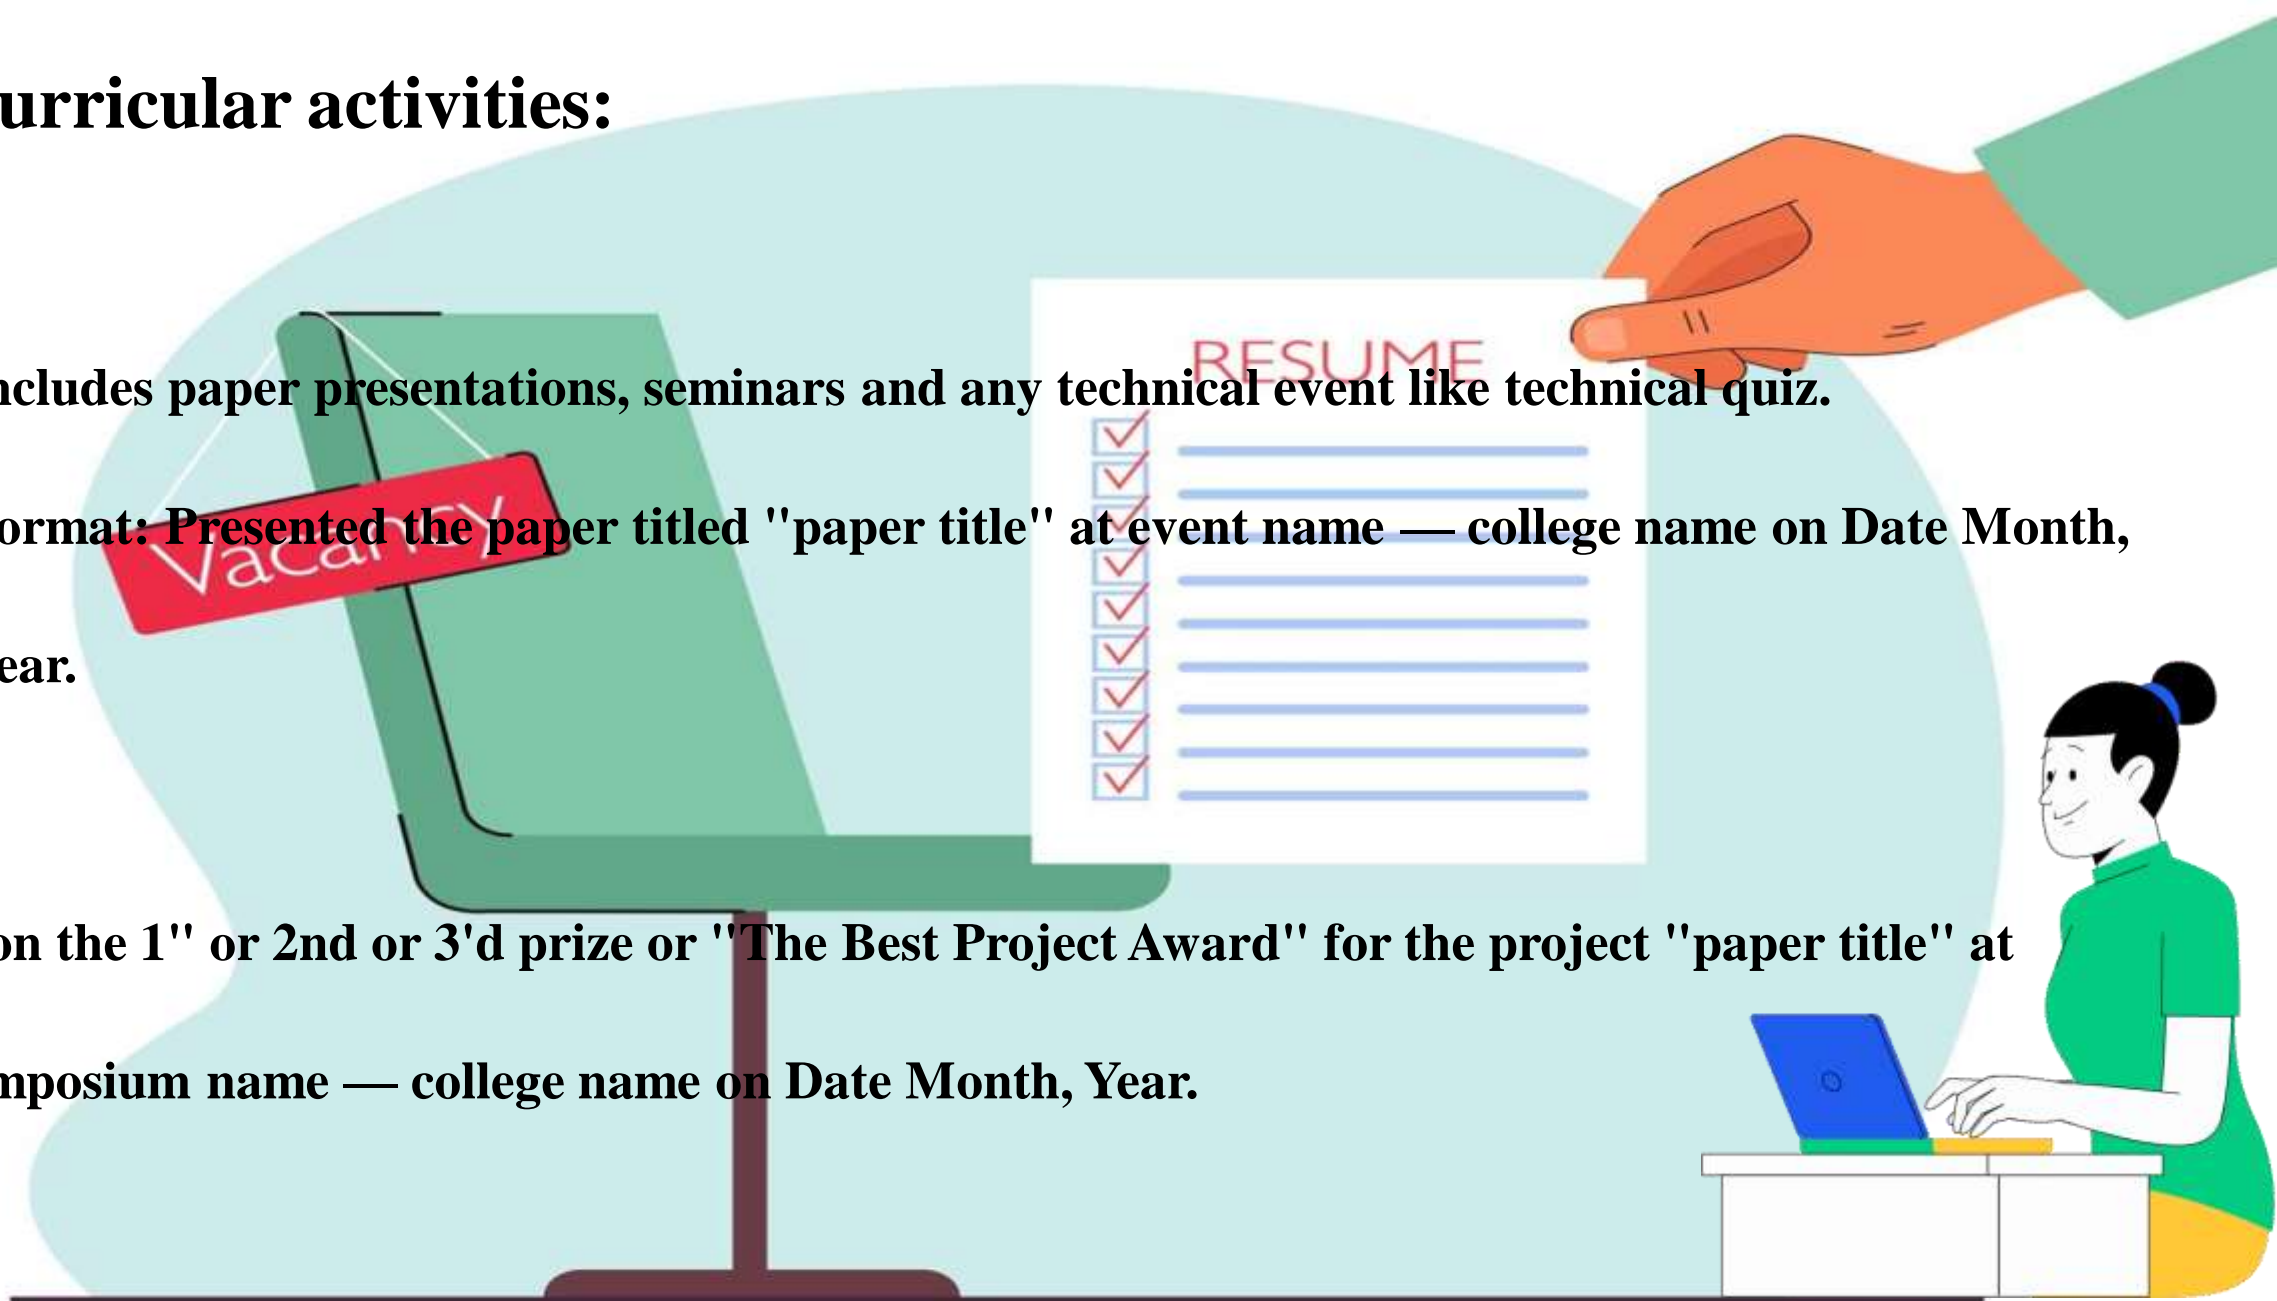 urricular activities:
RESUME
ncludes paper presentations, seminars and any technical event like technical quiz.
Vacancy
ormat: Presented the paper titled "paper title" at event name — college name on Date Month,
ear.
on the 1" or 2nd or 3'd prize or "The Best Project Award" for the project "paper title" at
mposium name — college name on Date Month, Year.